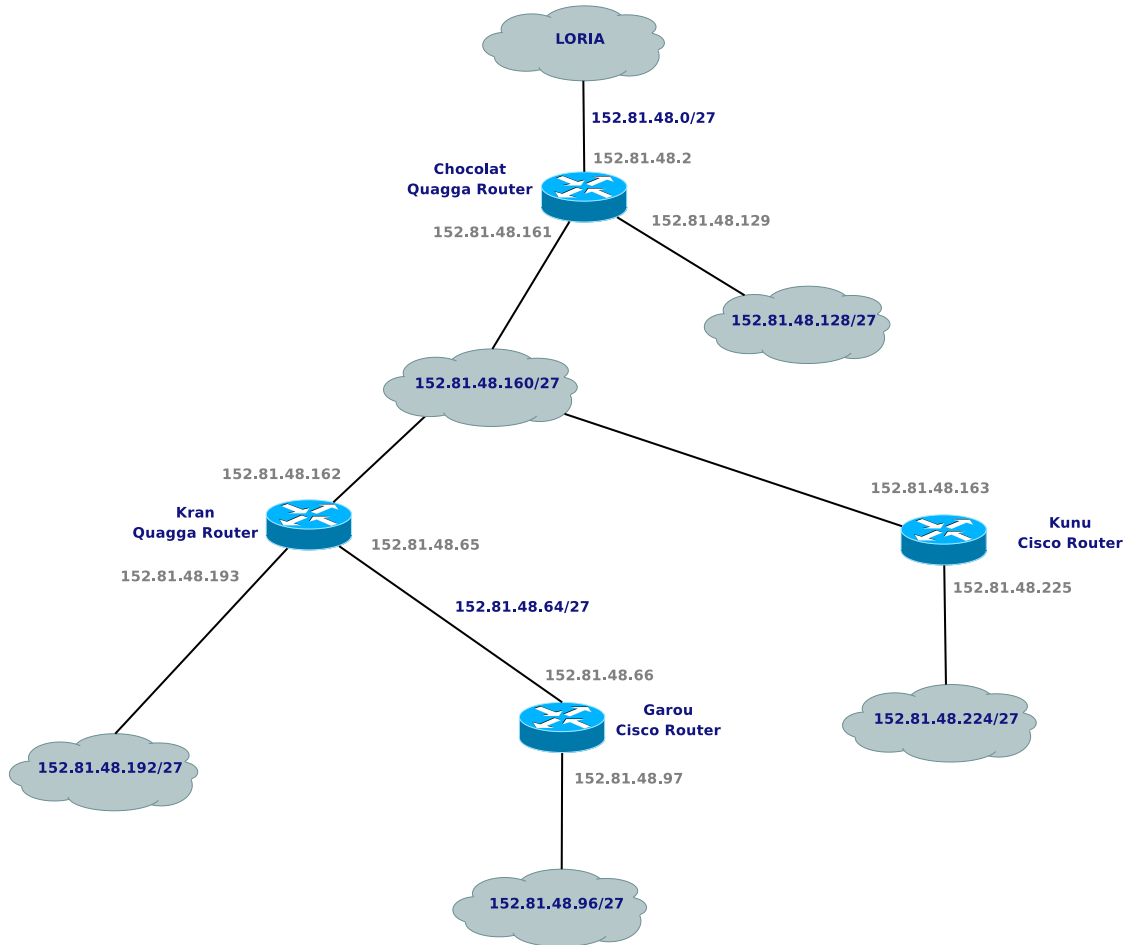 LORIA
152.81.48.0/27
152.81.48.2
Chocolat
Quagga Router
152.81.48.161
152.81.48.129
152.81.48.128/27
152.81.48.160/27
152.81.48.162
152.81.48.163
Kran
Quagga Router
Kunu
Cisco Router
152.81.48.65
152.81.48.193
152.81.48.225
152.81.48.64/27
152.81.48.66
Garou
Cisco Router
152.81.48.224/27
152.81.48.192/27
152.81.48.97
152.81.48.96/27